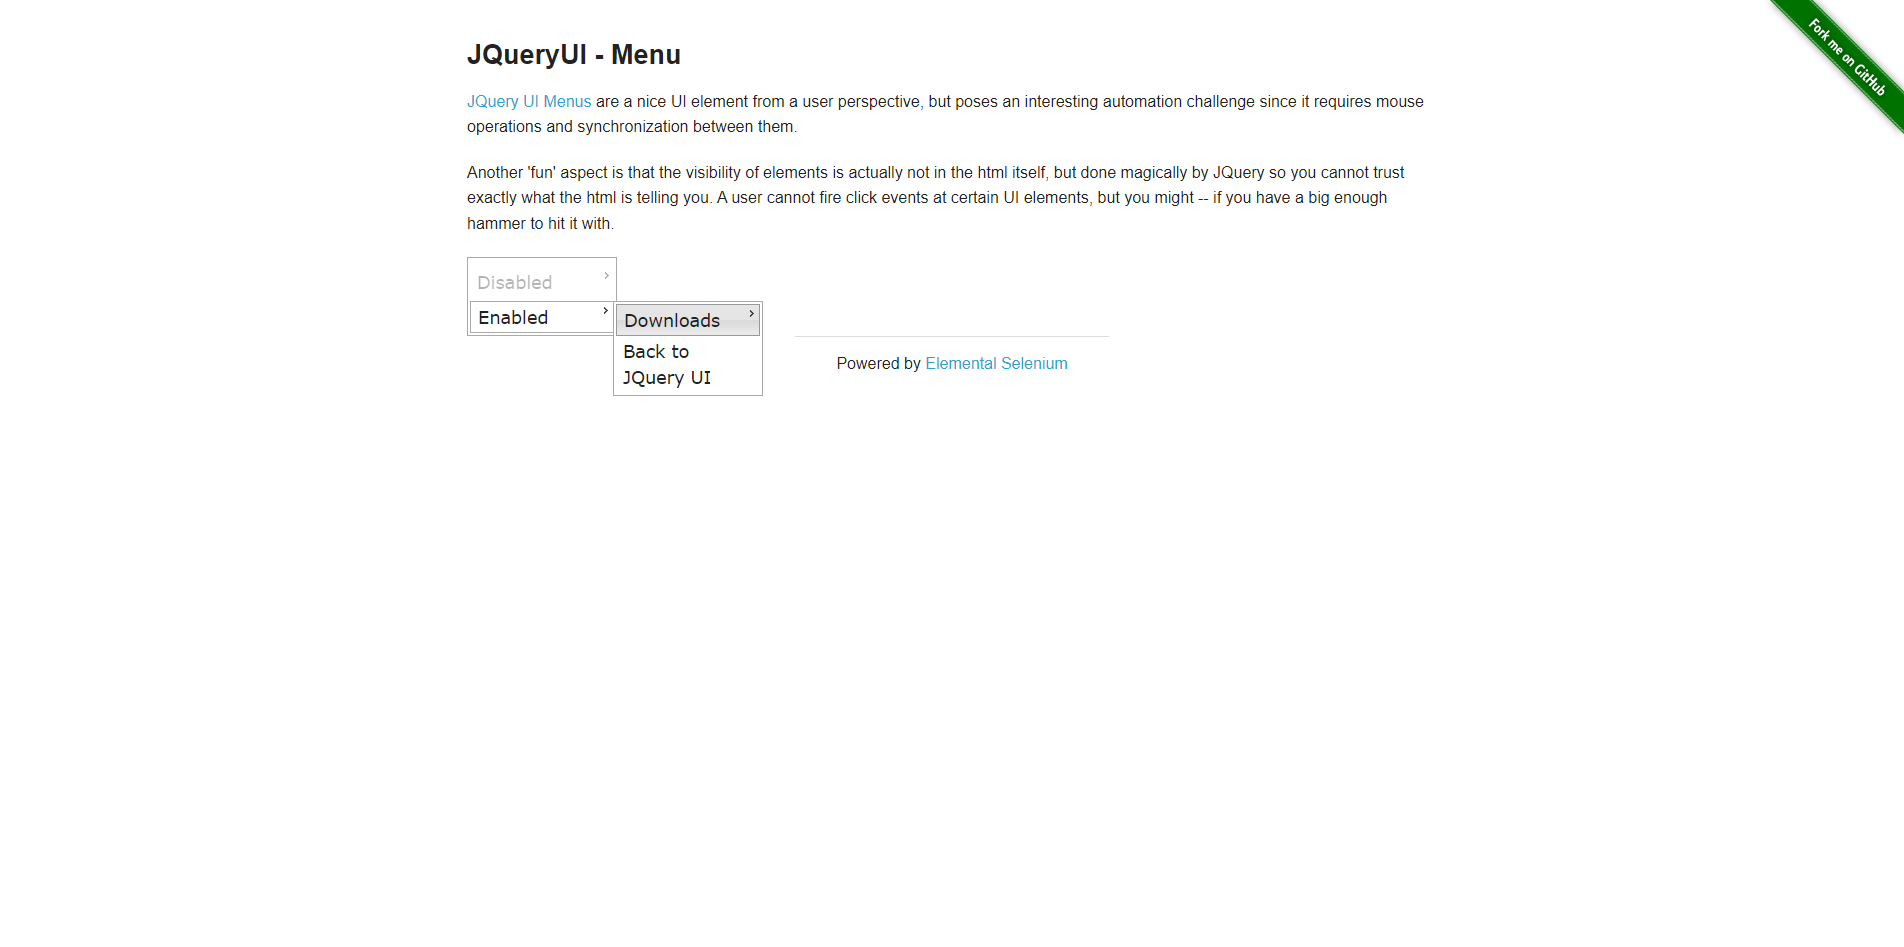 JQueryUI - Menu
JQuery UI Menus are a nice UI element from a user perspective, but poses an interesting automation challenge since it requires mouse
operations and synchronization between them.
Another 'fun' aspect is that the visibility of elements is actually not in the html itself, but done magically by JQuery so you cannot trust
exactly what the html is telling you. A user cannot fire click events at certain UI elements, but you might -- if you have a big enough
hammer to hit it with.
Disabled
Enabled
Downloads
Back to
JQuery UI
Powered by Elemental Selenium
Fork me on GitHub